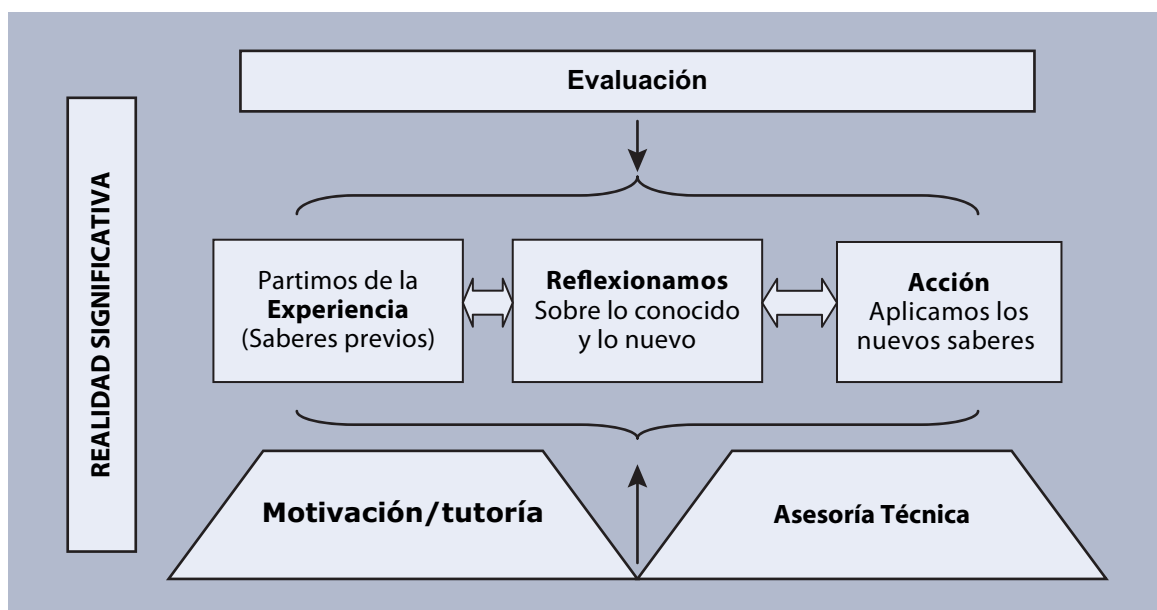 Evaluación
REALIDAD SIGNIFICATIVA
Partimos de la
Experiencia
(Saberes previos)
Reflexionamos
Sobre lo conocido
y lo nuevo
Acción
Aplicamos los
nuevos saberes
Motivación/tutoría
Asesoría Técnica